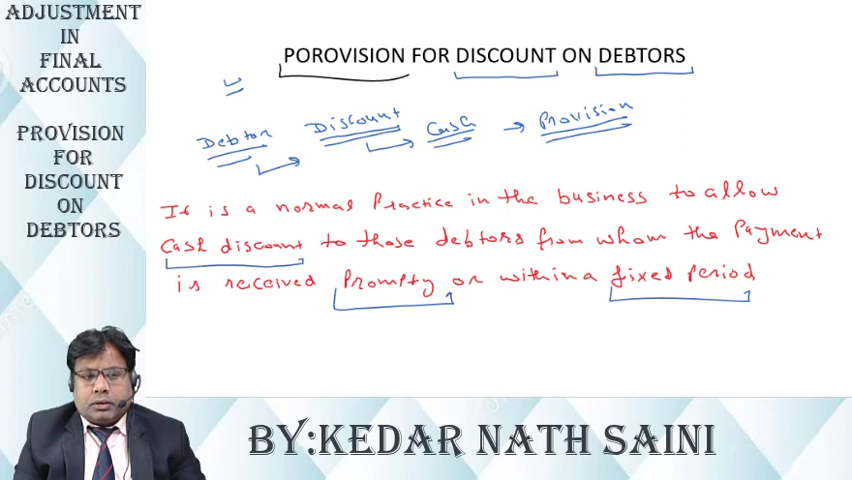 ADJUSTMENT
IN
FINAL
ACCOUNTS
PROVISION
FOR
DISCOUNT
ON
DEBTORS
POROVISION FOR DISCOUNT ON DEBTORS
Debtor Discount Cash → Provision
It is a normal Practice in the business to allow
Cash discount to those debtors from whom the Payment
is received Prompty or within a fixed Period
BY:KEDAR NATH SAINI